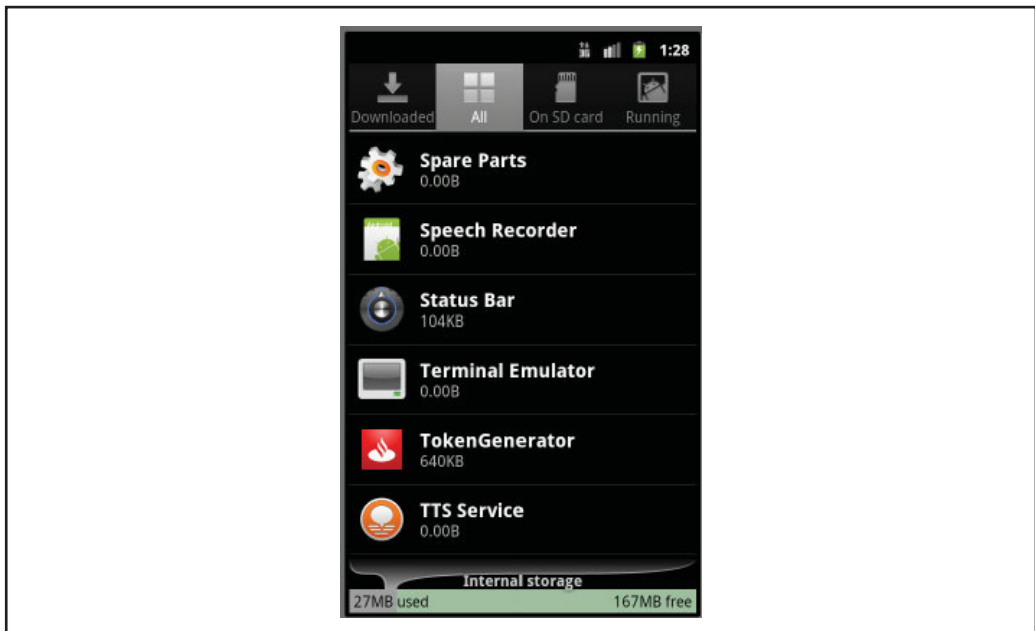 3G 1:28
Downloaded All On SD card Running
Spare Parts
0.00B
Speech Recorder
0.00B
Status Bar
104KB
Terminal Emulator
0.00B
TokenGenerator
640KB
TTS Service
0.00B
Internal storage
27MB used 167MB free